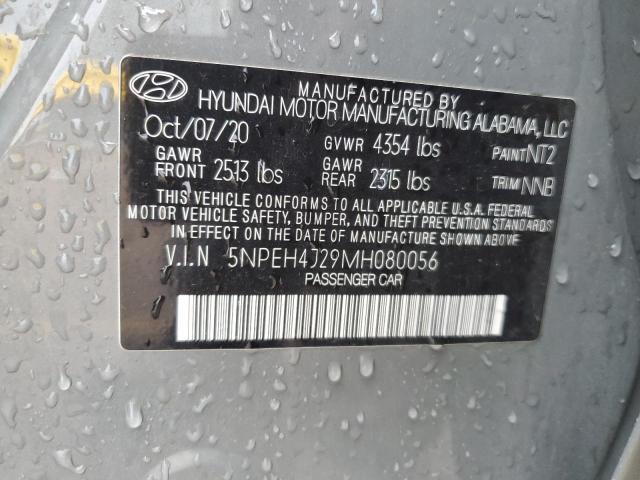 MANUFACTURED BY
HYUNDAI MOTOR MANUFACTURING ALABAMA, LLC
Oct/07/20 GVWR 4354 lbs PAINT NT2
GAWR FRONT 2513 lbs GAWR REAR 2315 lbs TRIM NNB
THIS VEHICLE CONFORMS TO ALL APPLICABLE U.S.A. FEDERAL
MOTOR VEHICLE SAFETY, BUMPER, AND THEFT PREVENTION STANDARDS
IN EFFECT ON THE DATE OF MANUFACTURE SHOWN ABOVE.
V.I.N 5NPEH4J29MH080056
PASSENGER CAR